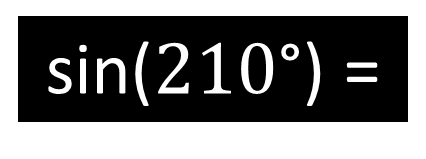 sin(210°) =